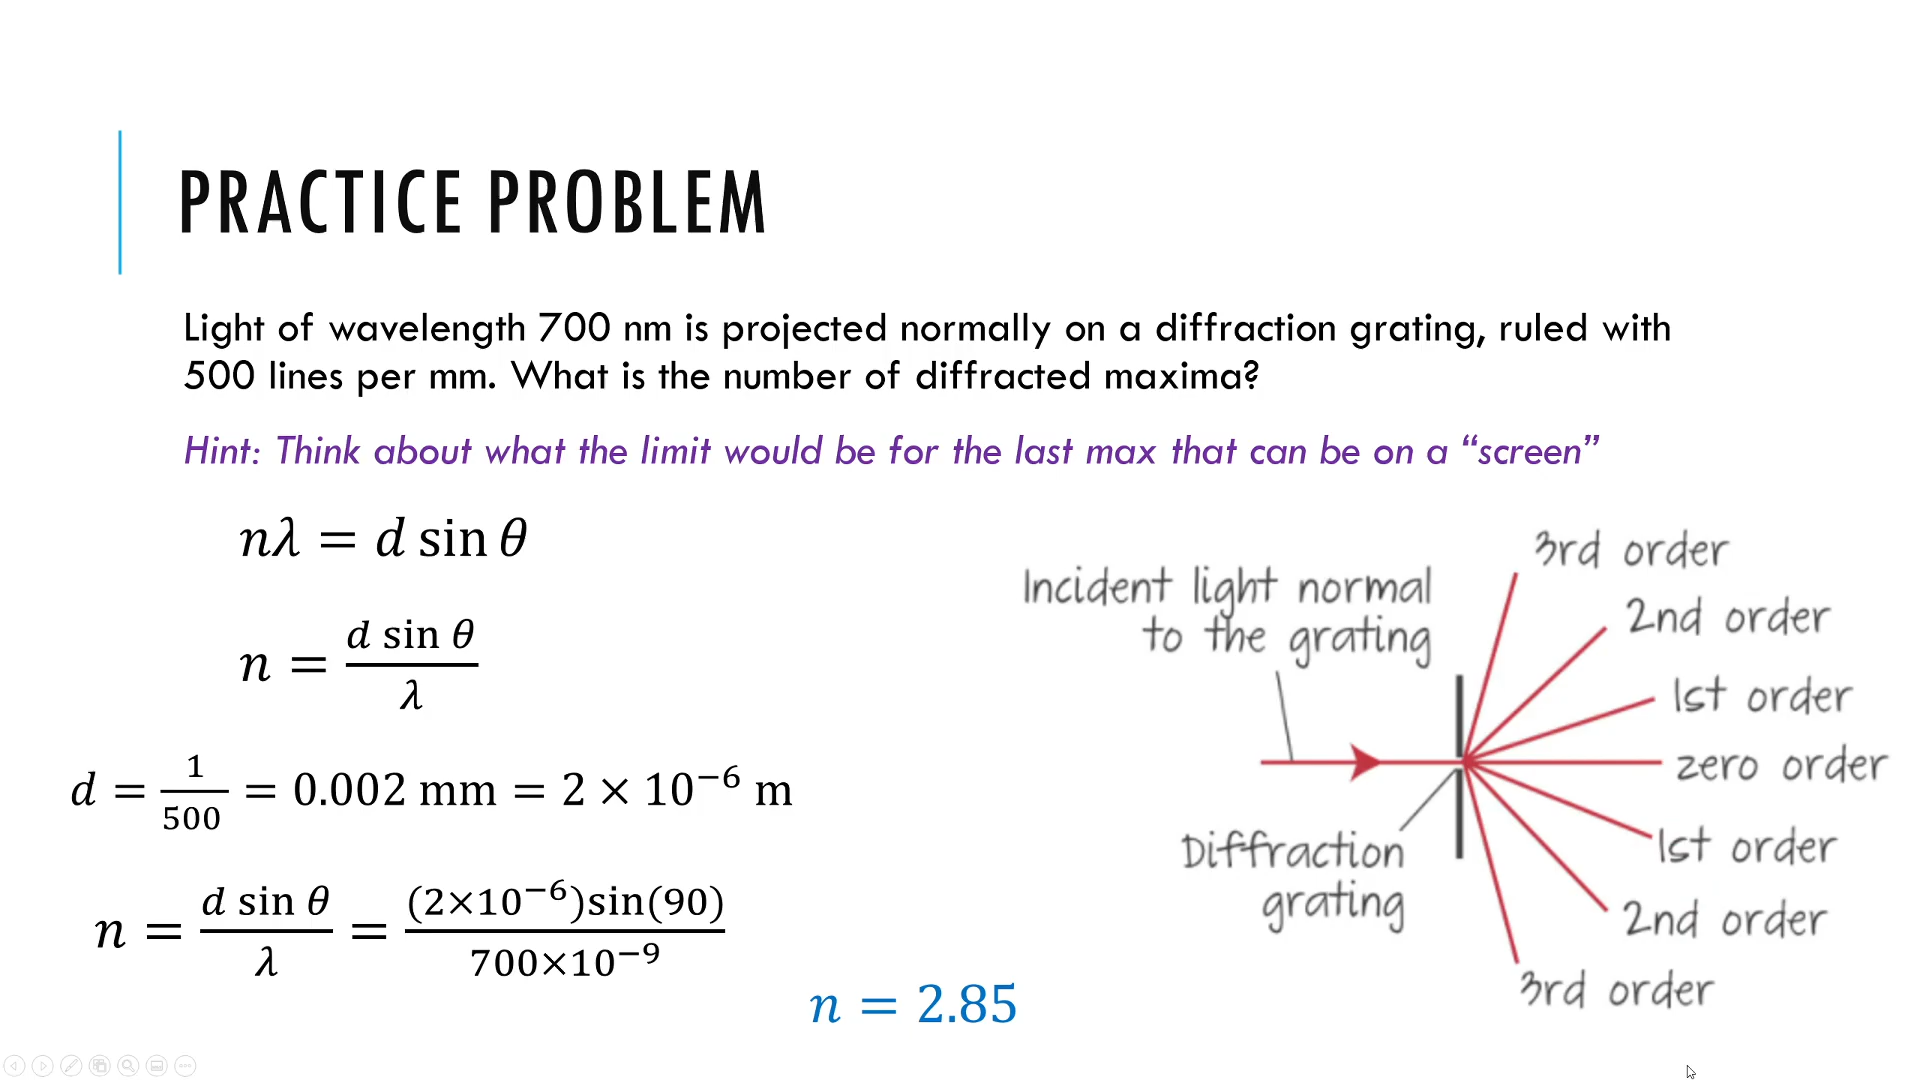 PRACTICE PROBLEM
Light of wavelength 700 nm is projected normally on a diffraction grating, ruled with
500 lines per mm. What is the number of diffracted maxima?
Hint: Think about what the limit would be for the last max that can be on a “screen”
nλ = d sin θ
n = d sin θ / λ
d = 1/500 = 0.002 mm = 2 × 10⁻⁶ m
n = d sin θ / λ = (2×10⁻⁶)sin(90) / 700×10⁻⁹
n = 2.85
Incident light normal
to the grating
Diffraction
grating
3rd order
2nd order
1st order
zero order
1st order
2nd order
3rd order